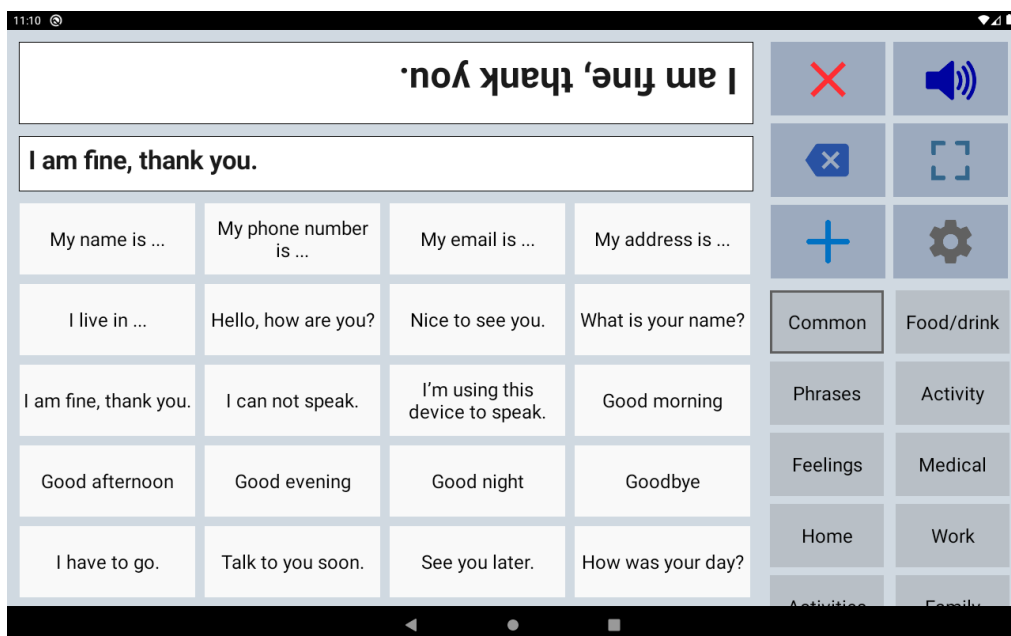 11:10
I am fine, thank you.
I am fine, thank you.
My name is ...
My phone number
is ...
My email is ...
My address is ...
I live in ...
Hello, how are you?
Nice to see you.
What is your name?
I am fine, thank you.
I can not speak.
I'm using this
device to speak.
Good morning
Good afternoon
Good evening
Good night
Goodbye
I have to go.
Talk to you soon.
See you later.
How was your day?
Common
Food/drink
Phrases
Activity
Feelings
Medical
Home
Work
Activities
Family